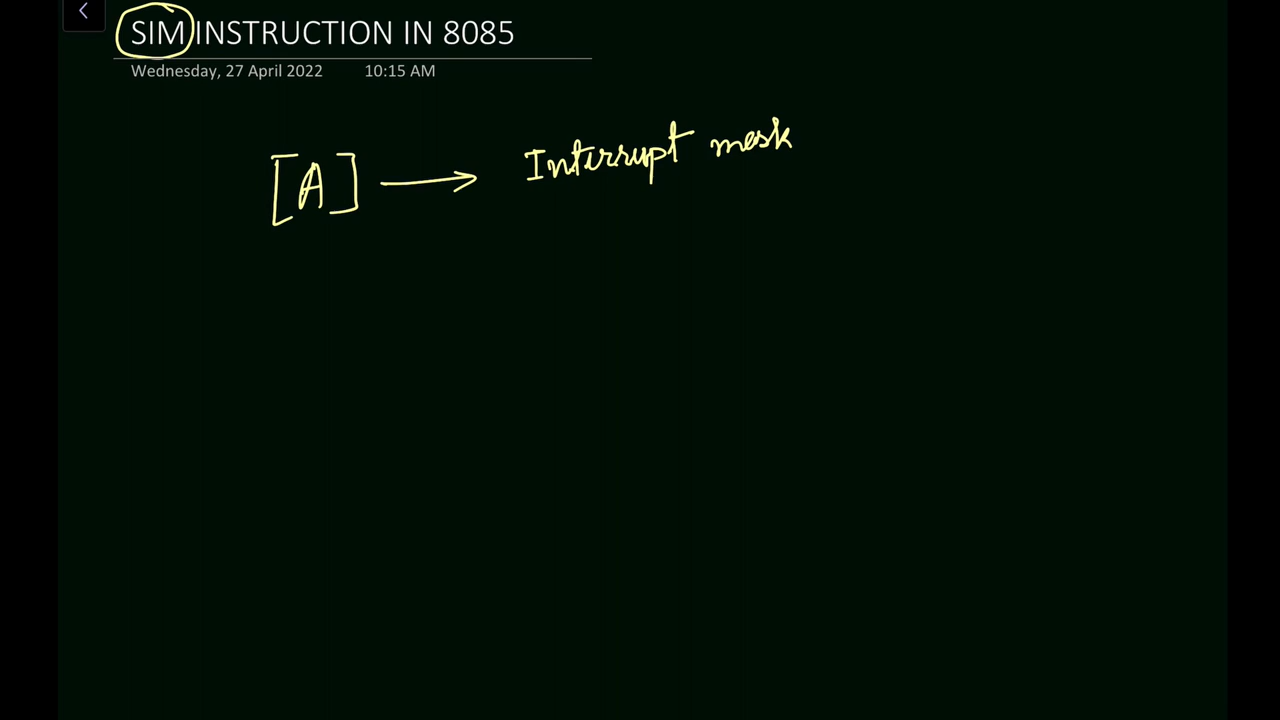 SIM INSTRUCTION IN 8085
Wednesday, 27 April 2022 10:15 AM
[A] → Interrupt mask